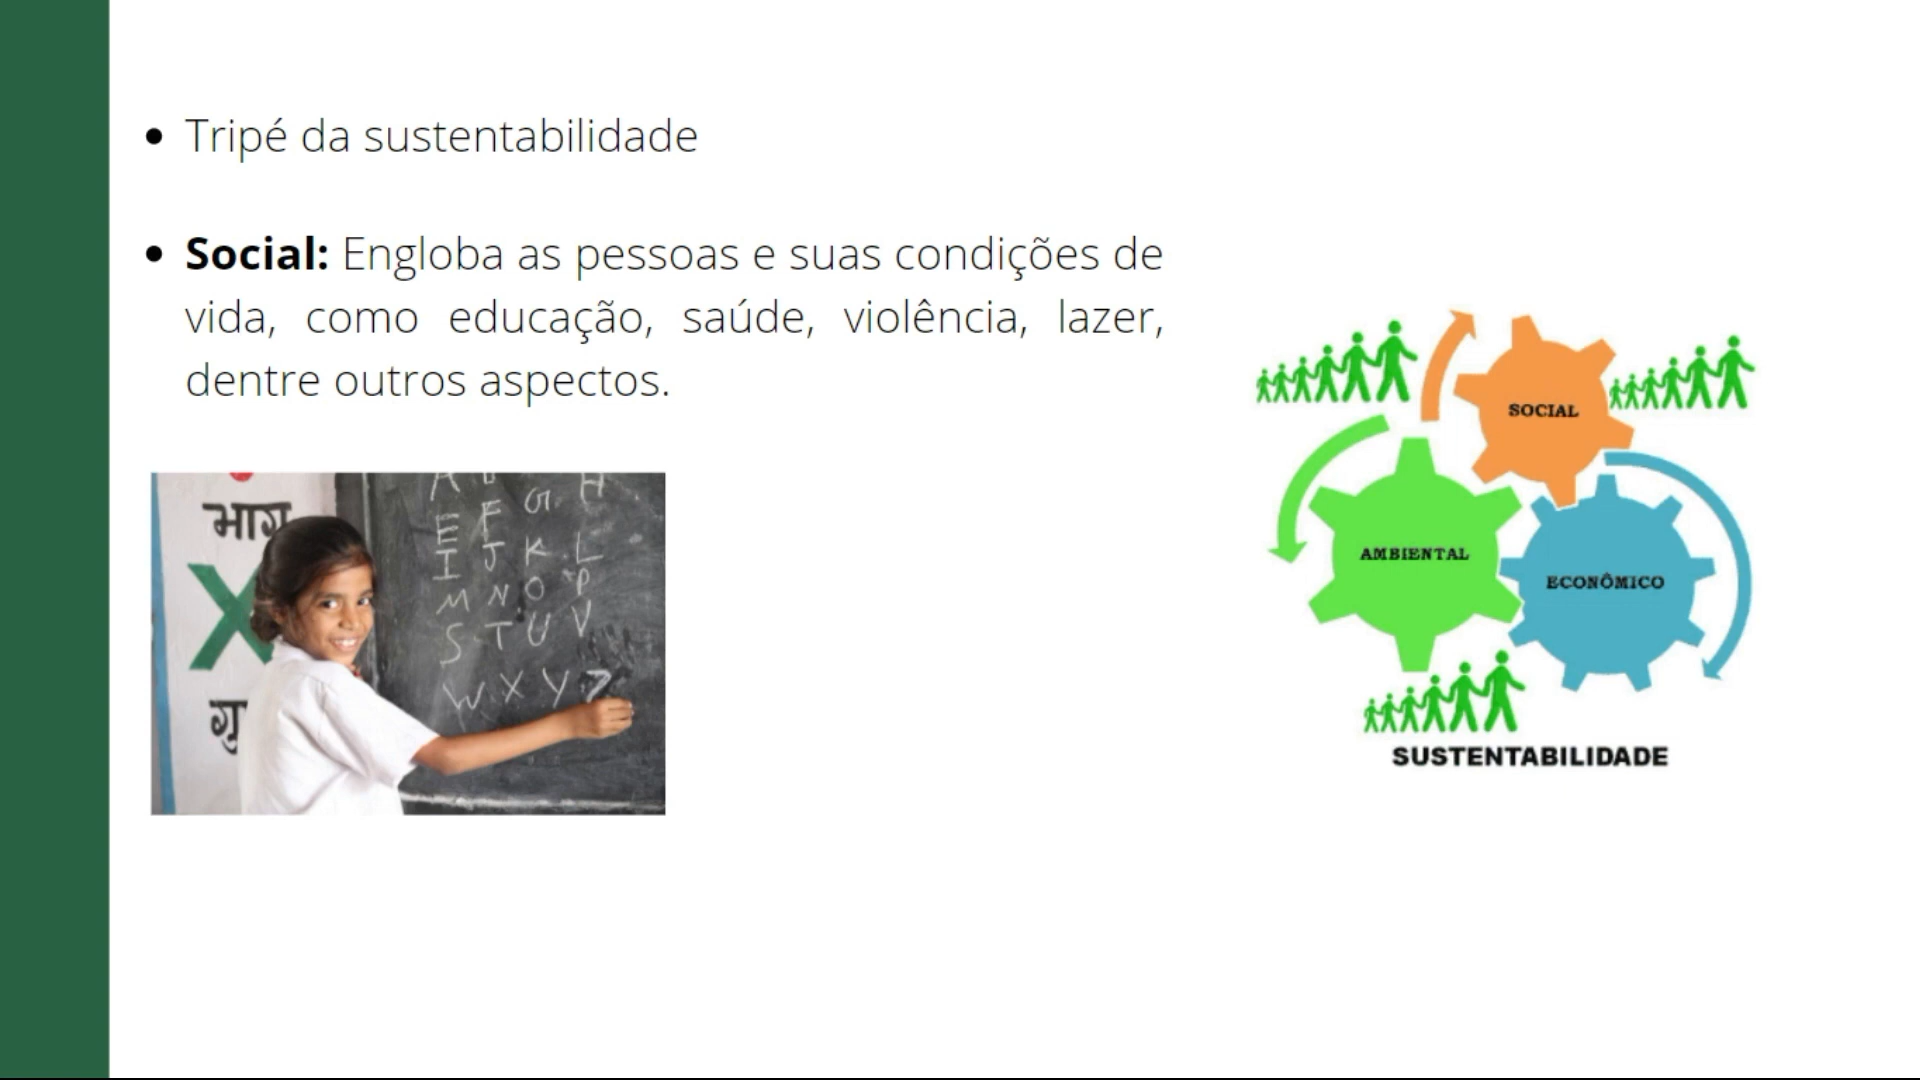 Tripé da sustentabilidade
Social: Engloba as pessoas e suas condições de
vida, como educação, saúde, violência, lazer,
dentre outros aspectos.
भाग
X
गु
H
E F G
I J K L
M N O P
S T U V
W X Y Z
SOCIAL
AMBIENTAL
ECONÔMICO
SUSTENTABILIDADE